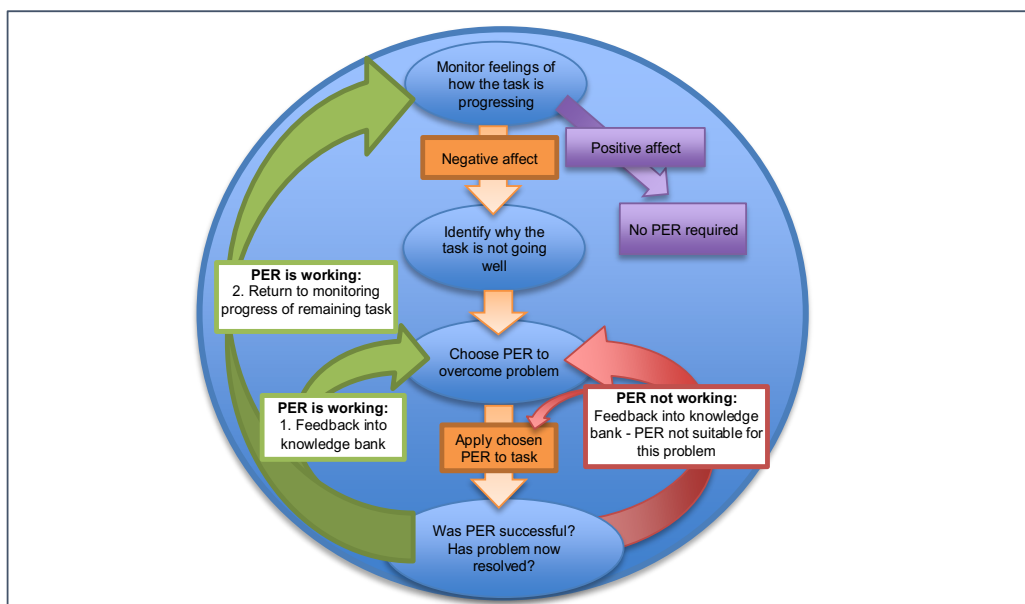 Monitor feelings of
how the task is
progressing
Negative affect
Positive affect
No PER required
Identify why the
task is not going
well
PER is working:
2. Return to monitoring
progress of remaining task
Choose PER to
overcome problem
PER is working:
1. Feedback into
knowledge bank
PER not working:
Feedback into knowledge
bank - PER not suitable for
this problem
Apply chosen
PER to task
Was PER successful?
Has problem now
resolved?